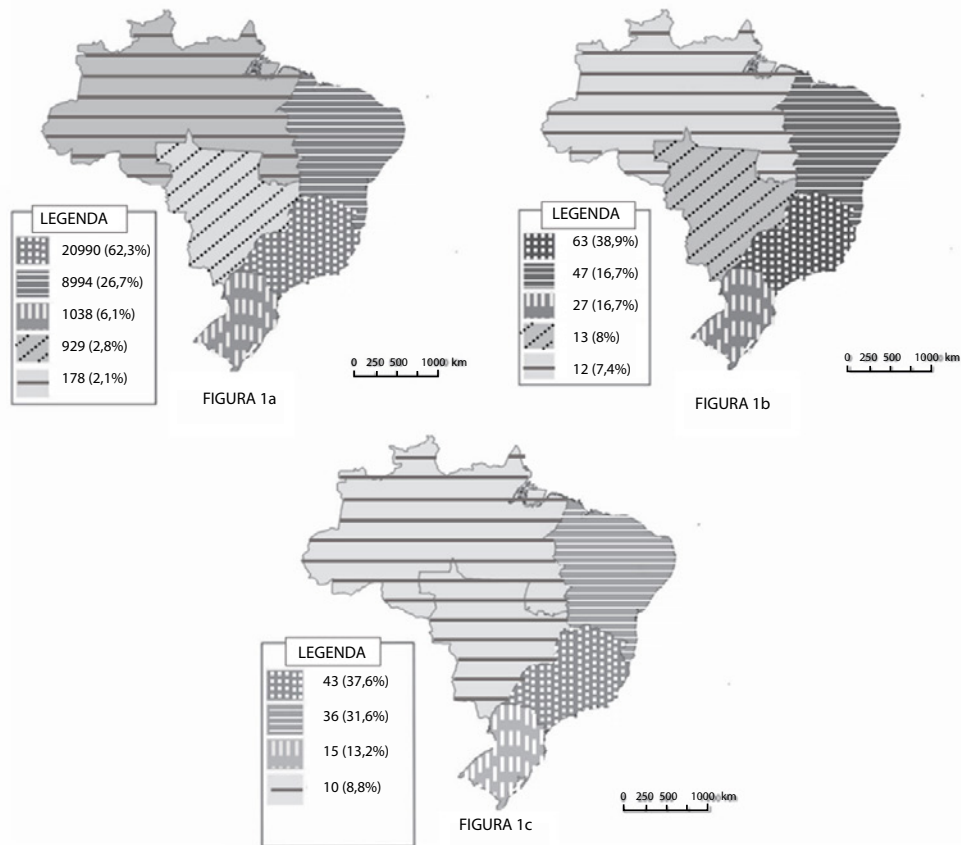 LEGENDA
20990 (62,3%)
8994 (26,7%)
1038 (6,1%)
929 (2,8%)
178 (2,1%)
0 250 500 1000 km
FIGURA 1a
LEGENDA
63 (38,9%)
47 (16,7%)
27 (16,7%)
13 (8%)
12 (7,4%)
0 250 500 1000 km
FIGURA 1b
LEGENDA
43 (37,6%)
36 (31,6%)
15 (13,2%)
10 (8,8%)
0 250 500 1000 km
FIGURA 1c